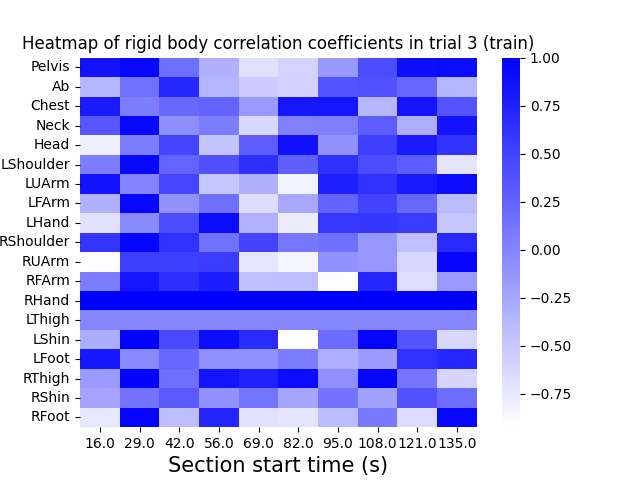 Heatmap of rigid body correlation coefficients in trial 3 (train)
Pelvis
Ab
Chest
Neck
Head
LShoulder
LUArm
LFArm
LHand
RShoulder
RUArm
RFArm
RHand
LThigh
LShin
LFoot
RThigh
RShin
RFoot
16.0 29.0 42.0 56.0 69.0 82.0 95.0 108.0 121.0 135.0
Section start time (s)
1.00
0.75
0.50
0.25
0.00
−0.25
−0.50
−0.75